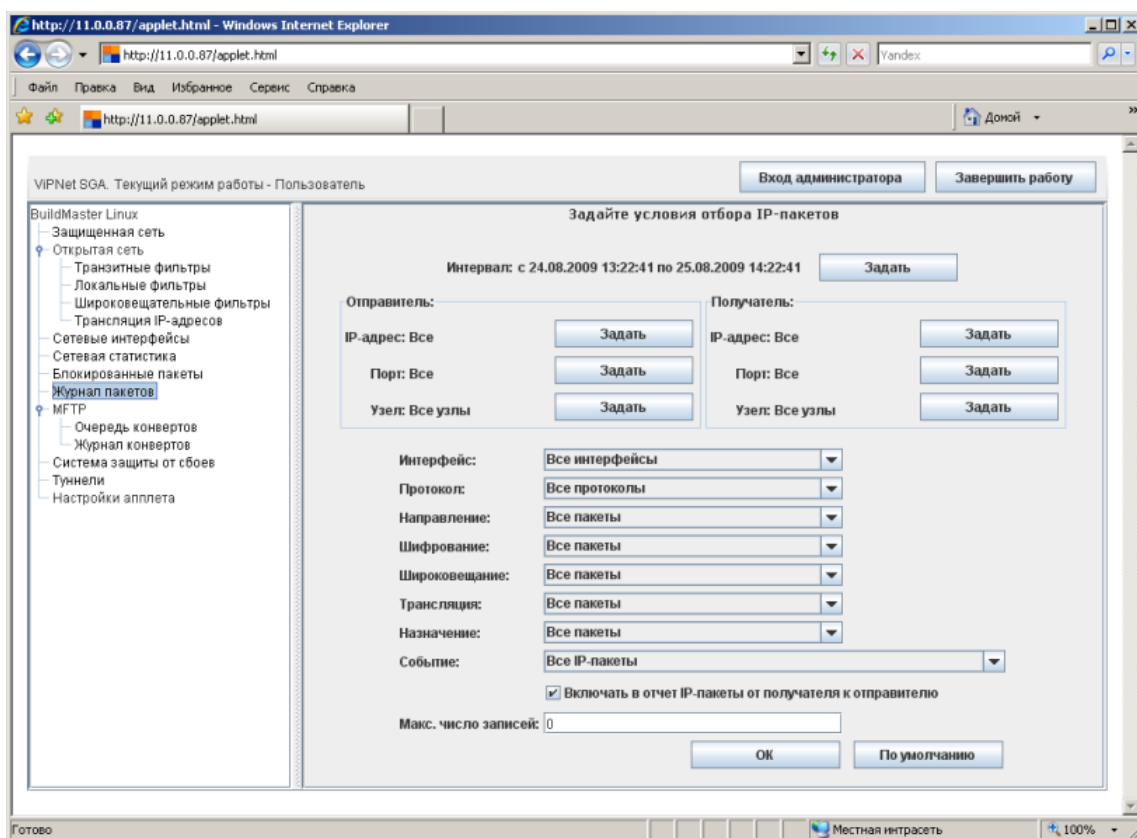 http://11.0.0.87/applet.html - Windows Internet Explorer
http://11.0.0.87/applet.html
Yandex
Файл Правка Вид Избранное Сервис Справка
http://11.0.0.87/applet.html
Домой
ViPNet SGA. Текущий режим работы - Пользователь
Вход администратора
Завершить работу
BuildMaster Linux
Защищенная сеть
Открытая сеть
Транзитные фильтры
Локальные фильтры
Широковещательные фильтры
Трансляция IP-адресов
Сетевые интерфейсы
Сетевая статистика
Блокированные пакеты
Журнал пакетов
MFTP
Очередь конвертов
Журнал конвертов
Система защиты от сбоев
Туннели
Настройки апплета
Задайте условия отбора IP-пакетов
Интервал: с 24.08.2009 13:22:41 по 25.08.2009 14:22:41 Задать
Отправитель:
IP-адрес: Все Задать
Порт: Все Задать
Узел: Все узлы Задать
Получатель:
IP-адрес: Все Задать
Порт: Все Задать
Узел: Все узлы Задать
Интерфейс: Все интерфейсы
Протокол: Все протоколы
Направление: Все пакеты
Шифрование: Все пакеты
Широковещание: Все пакеты
Трансляция: Все пакеты
Назначение: Все пакеты
Событие: Все IP-пакеты
Включать в отчет IP-пакеты от получателя к отправителю
Макс. число записей: 0
ОК
По умолчанию
Готово
Местная интрасеть
100%